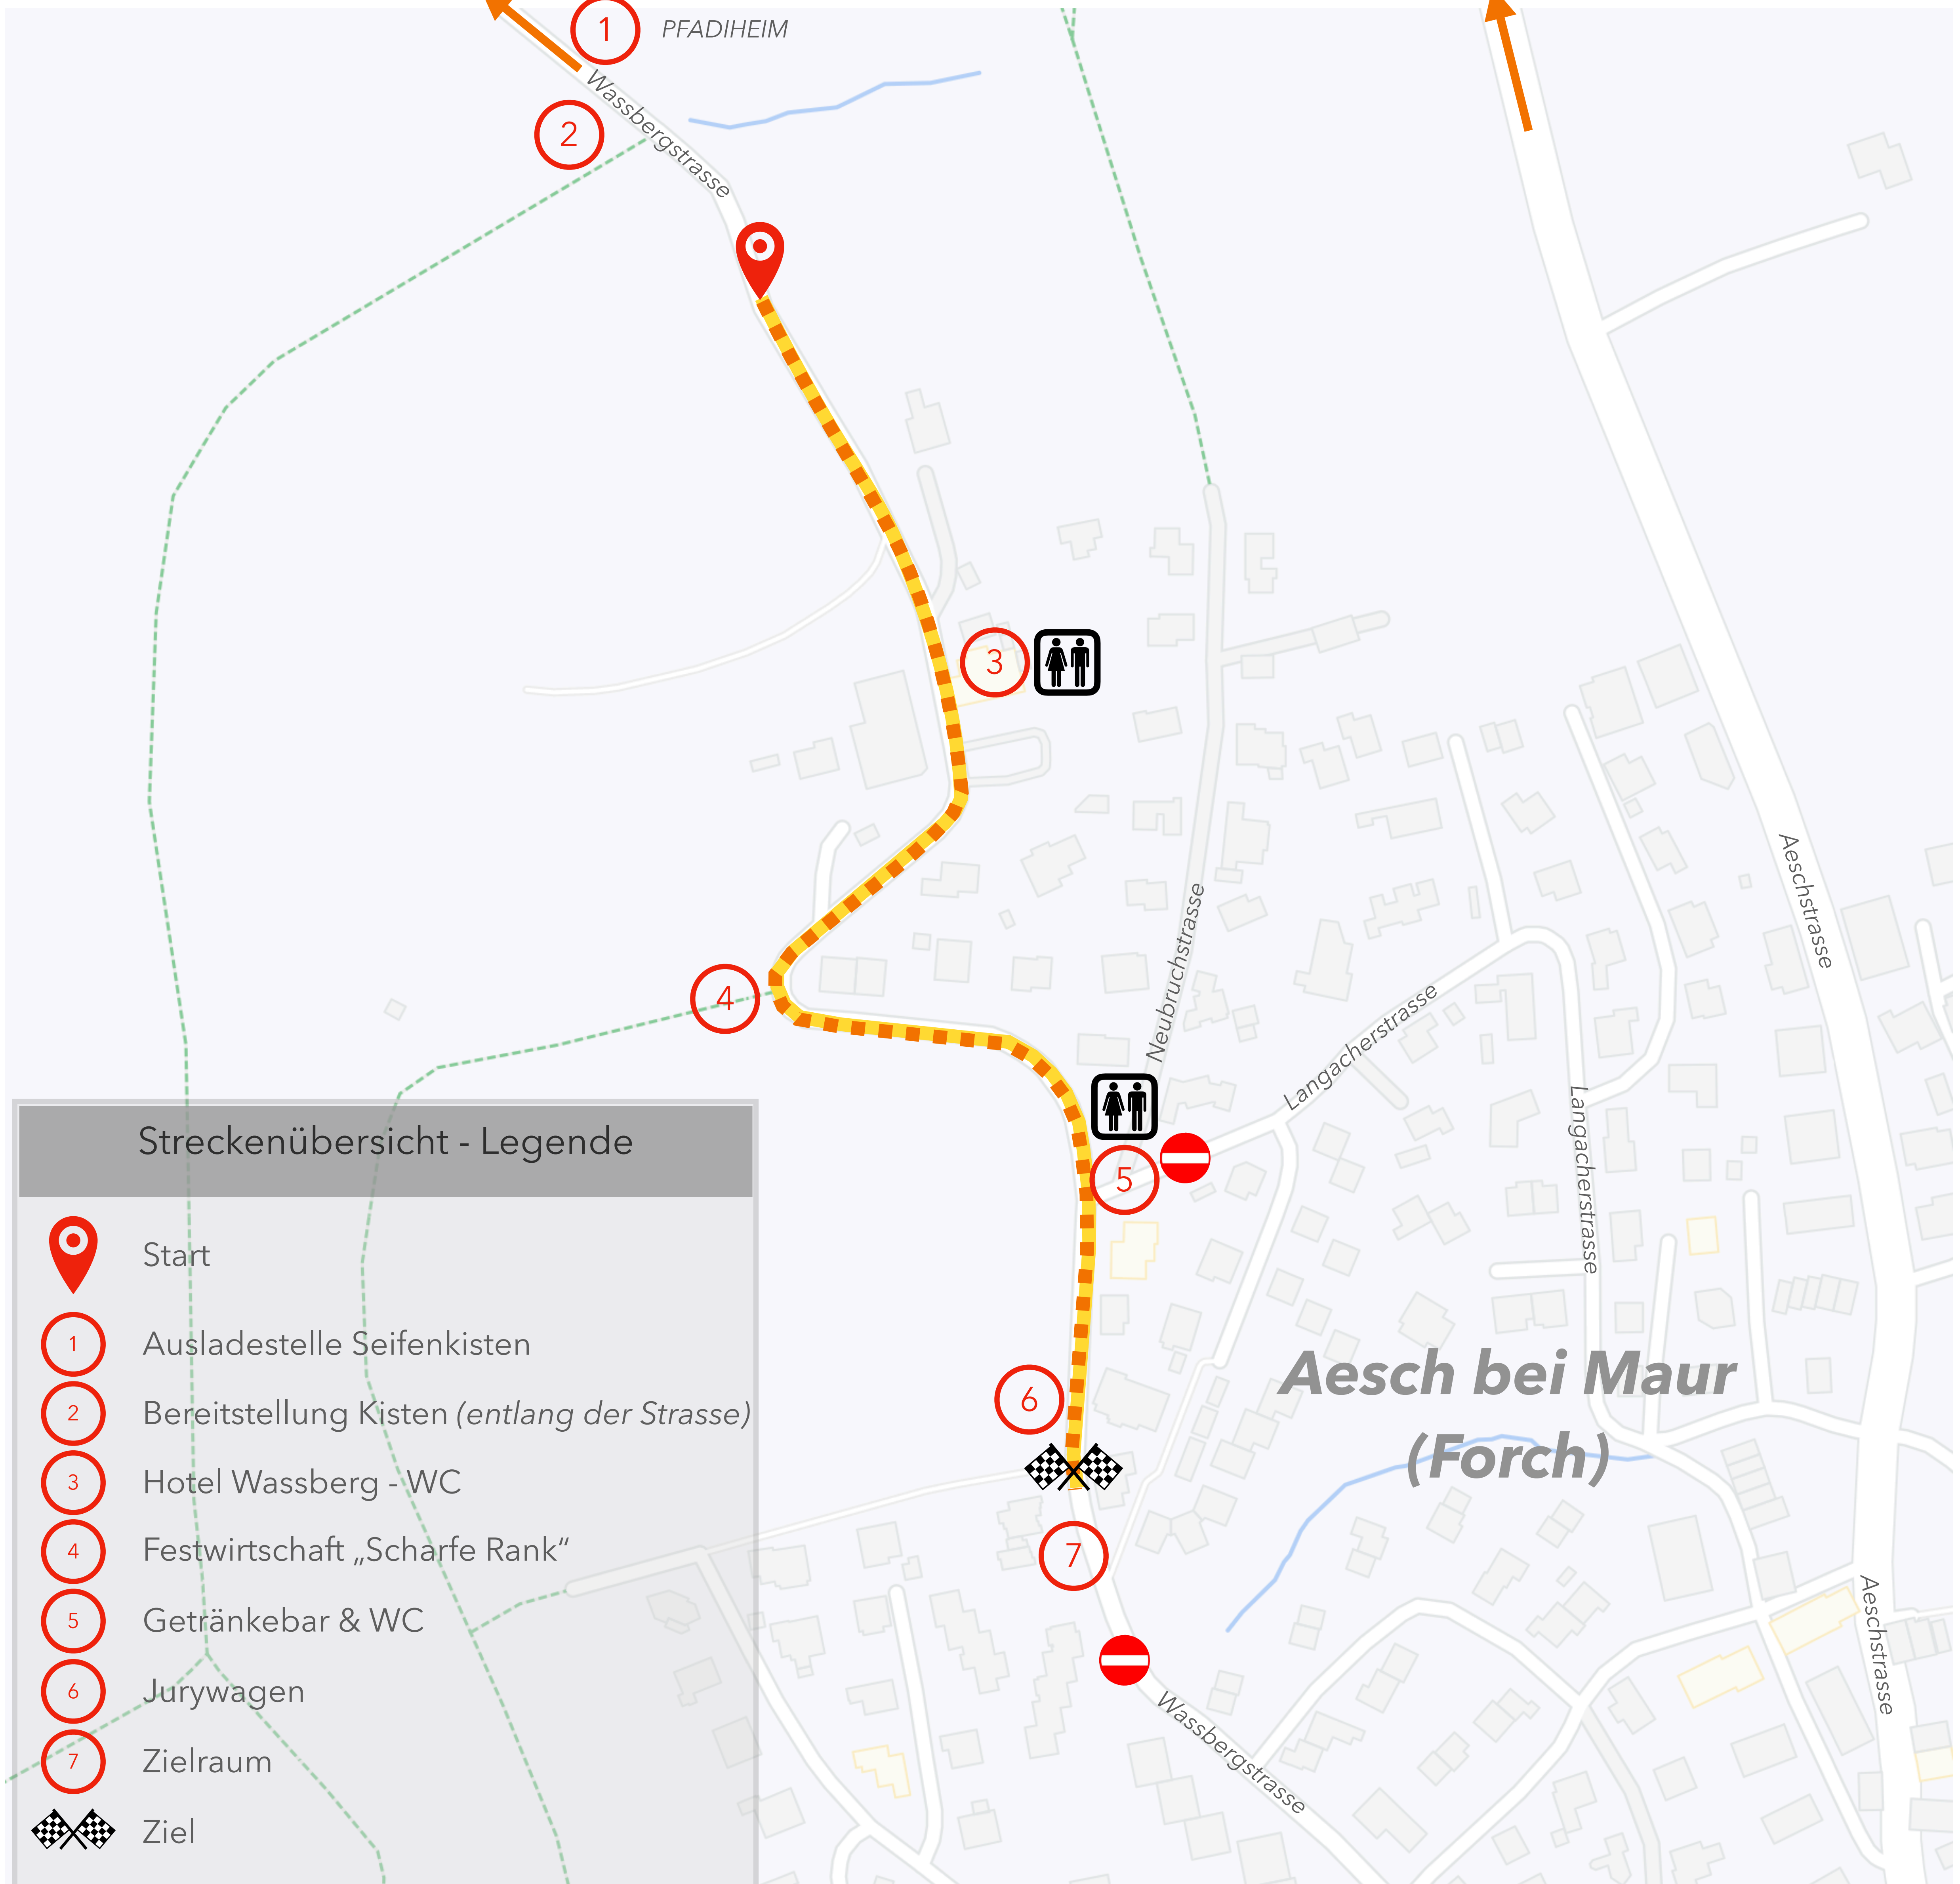 1 PFADIHEIM
Wassbergstrasse
2
3
4
Neubruchstrasse
Langacherstrasse
Aeschstrasse
5
Langacherstrasse
6
Aesch bei Maur
(Forch)
7
Wassbergstrasse
Aeschstrasse
Streckenübersicht - Legende
Start
1 Ausladestelle Seifenkisten
2 Bereitstellung Kisten (entlang der Strasse)
3 Hotel Wassberg - WC
4 Festwirtschaft „Scharfe Rank“
5 Getränkebar & WC
6 Jurywagen
7 Zielraum
Ziel